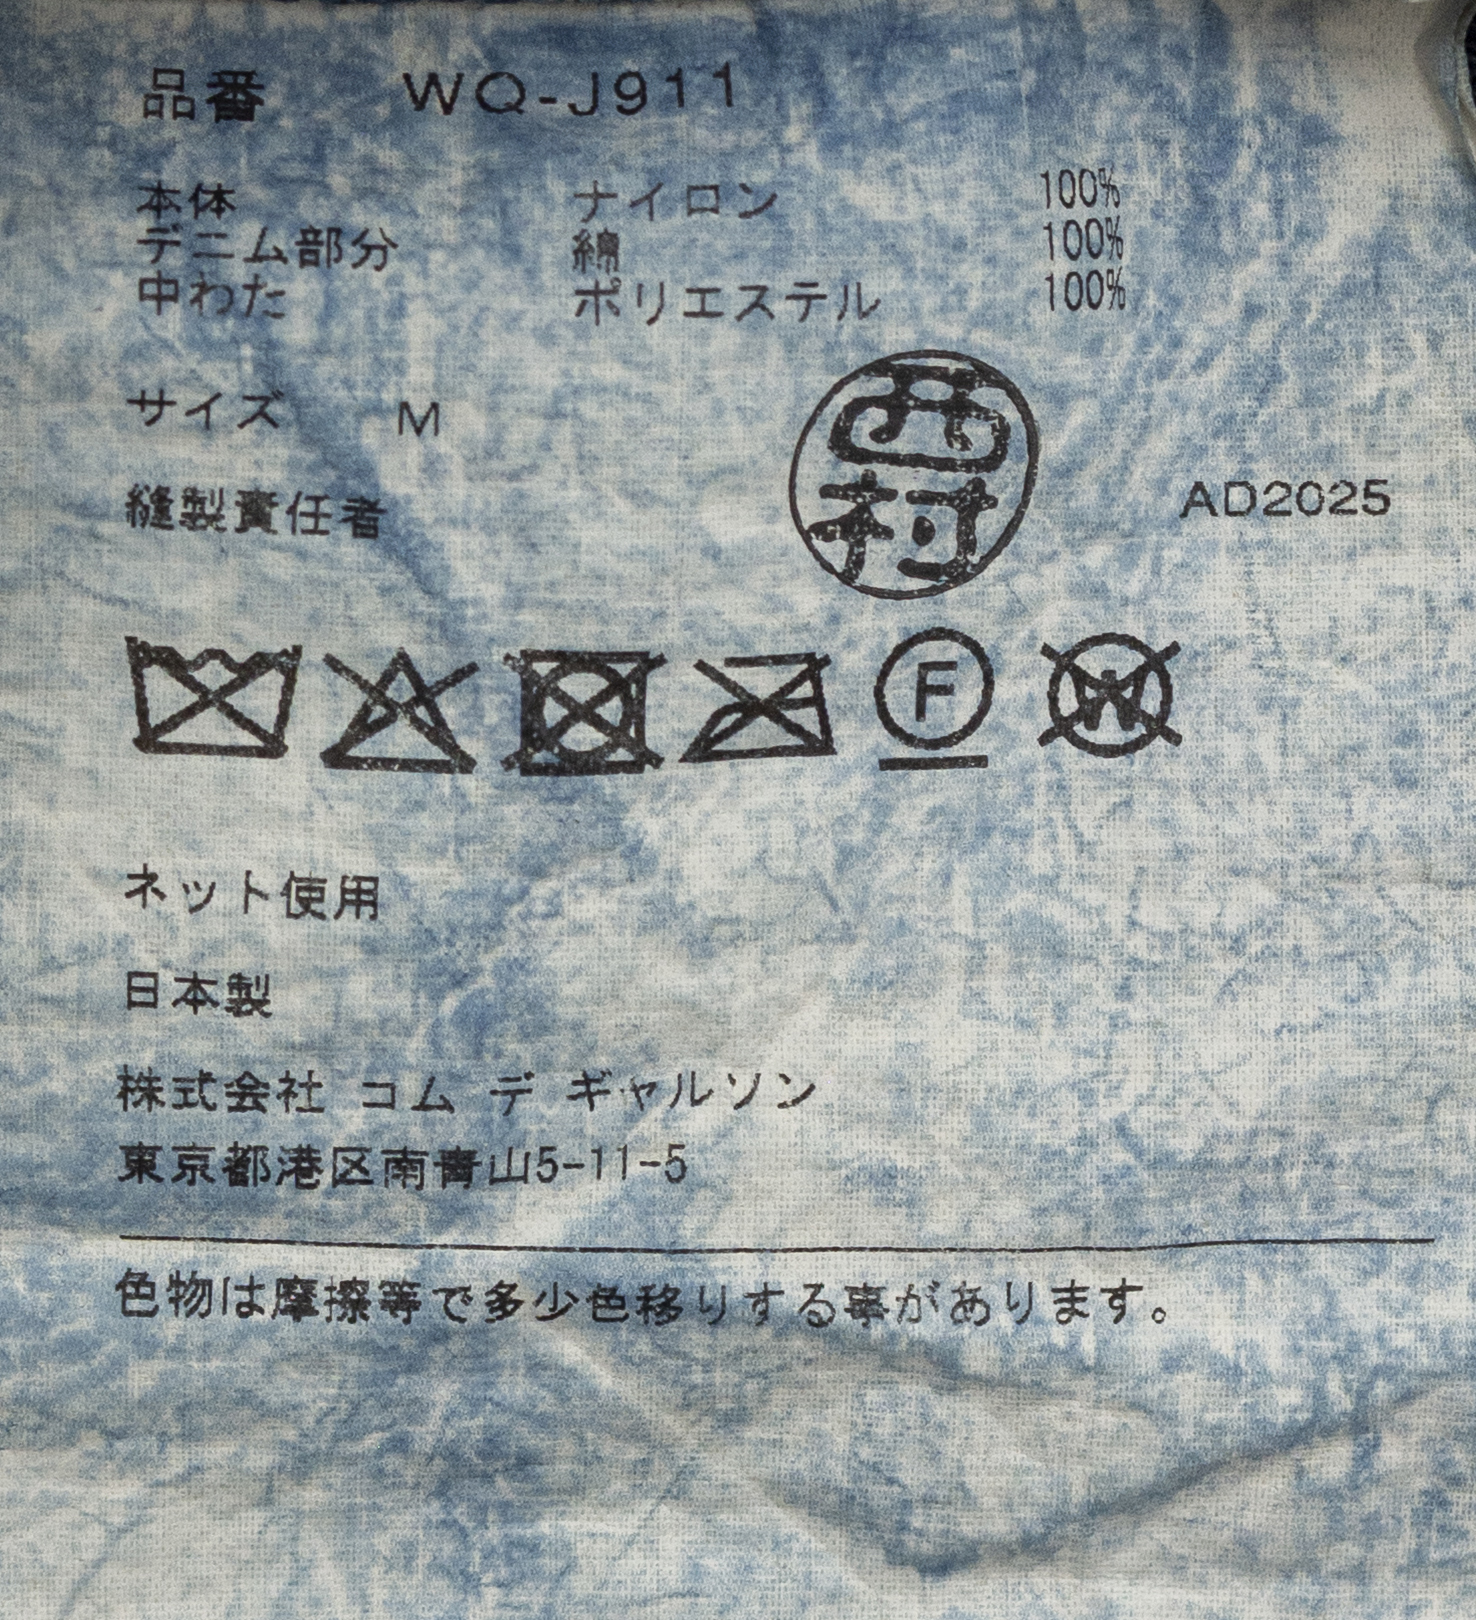 品番 WQ-J911
本体 ナイロン 100%
デニム部分 綿 100%
中わた ポリエステル 100%
サイズ M
縫製責任者 西村 AD2025
F W
ネット使用
日本製
株式会社 コム デ ギャルソン
東京都港区南青山5-11-5
色物は摩擦等で多少色移りする事があります。